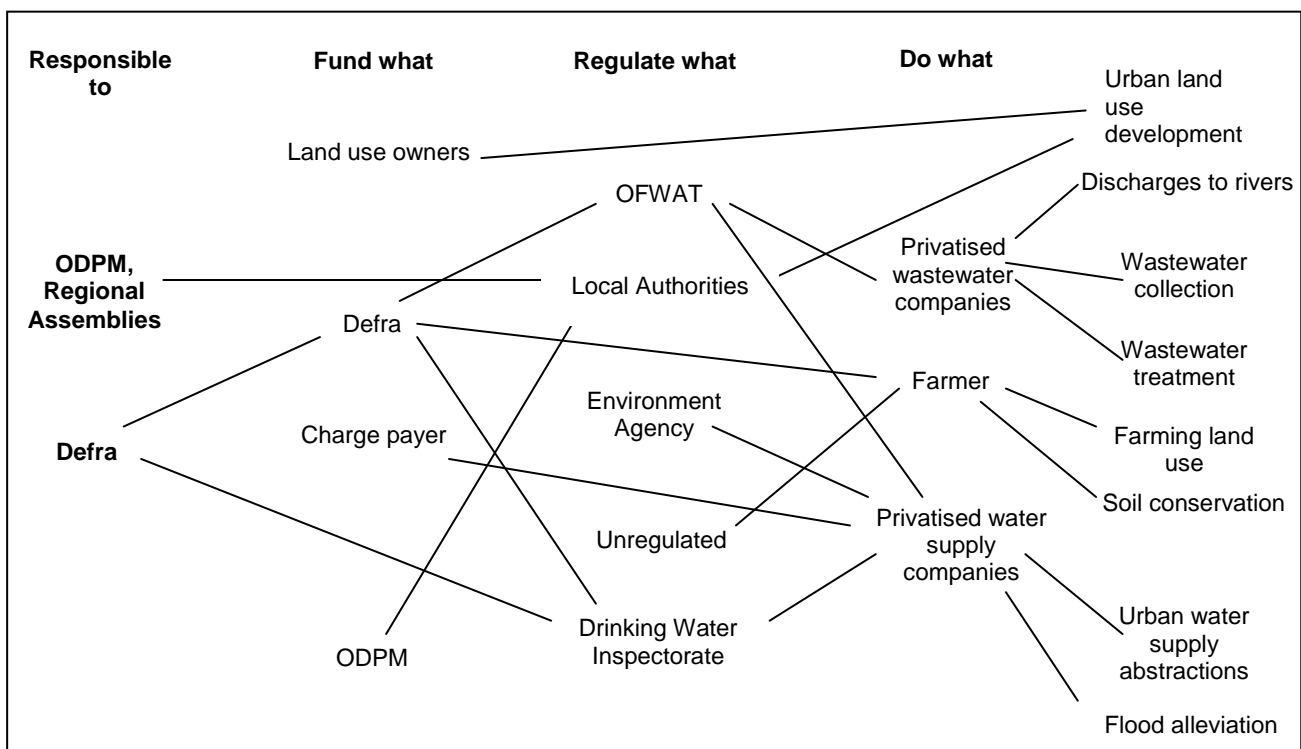 Responsible
to
Fund what
Regulate what
Do what
Urban land
use
development
Land use owners
Discharges to rivers
OFWAT
Privatised
wastewater
companies
ODPM,
Regional
Assemblies
Local Authorities
Wastewater
collection
Defra
Wastewater
treatment
Farmer
Environment
Agency
Charge payer
Defra
Farming land
use
Soil conservation
Unregulated
Privatised water
supply
companies
Drinking Water
Inspectorate
ODPM
Urban water
supply
abstractions
Flood alleviation